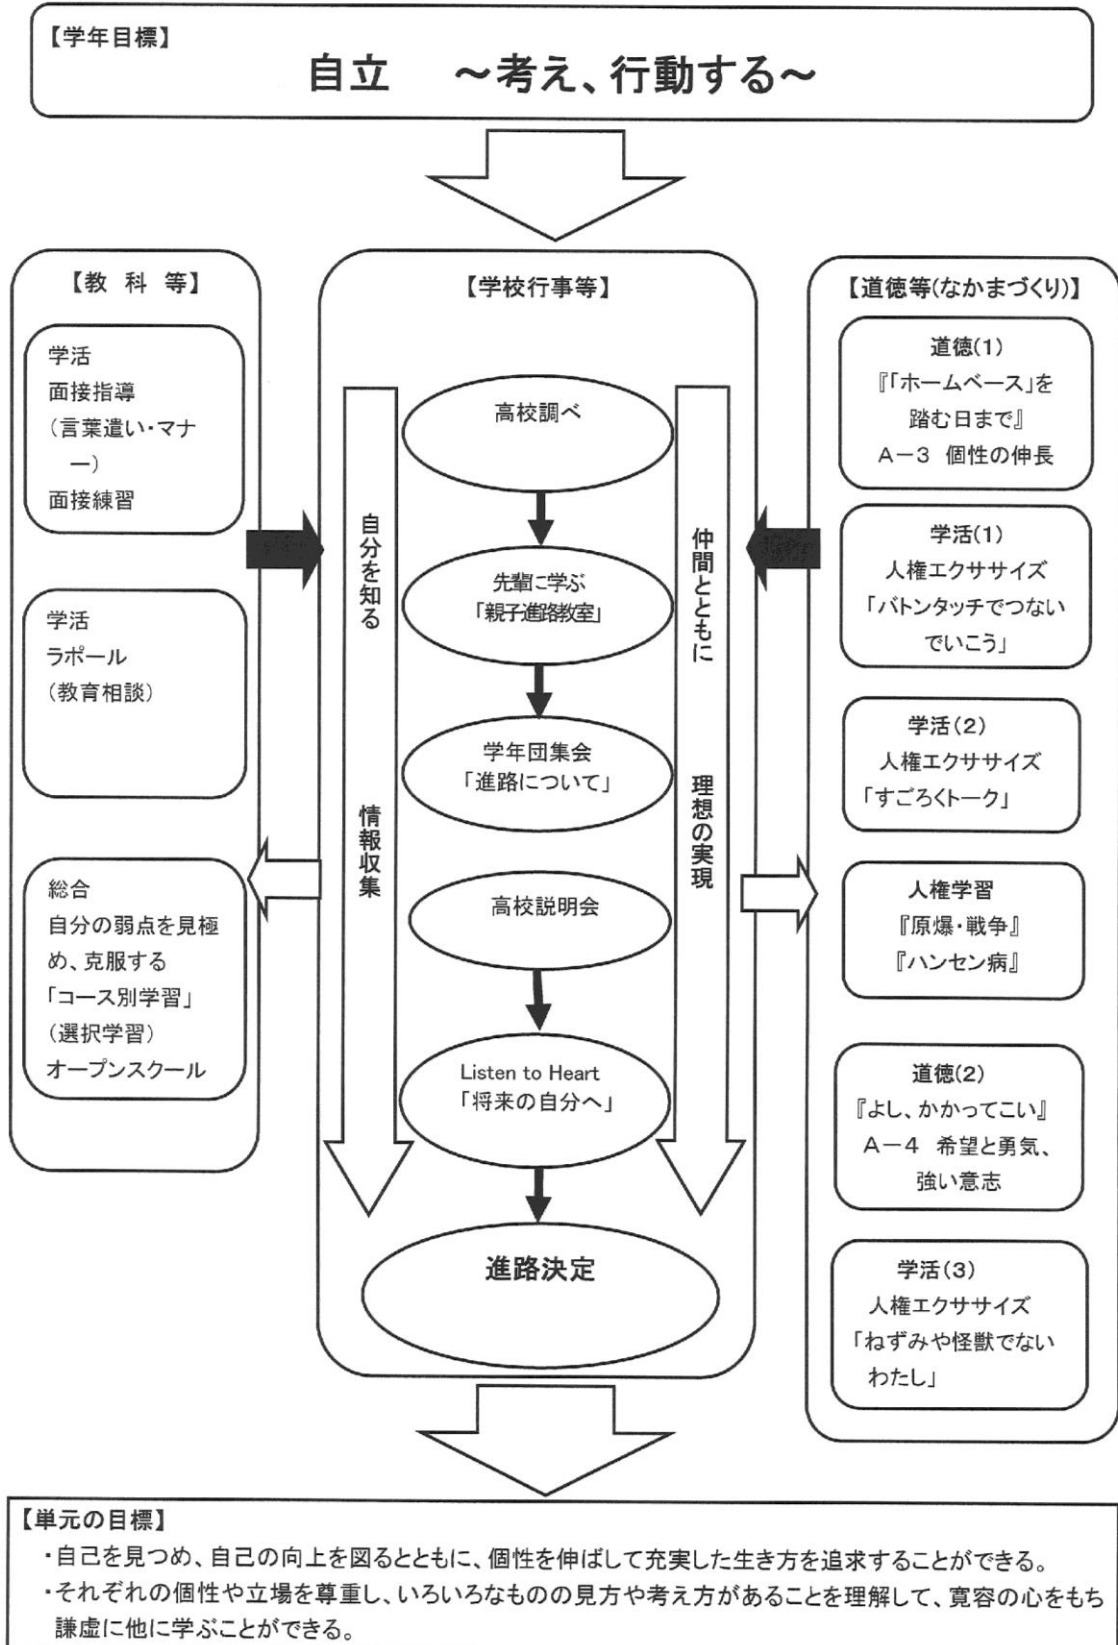 【学年目標】
自立　～考え、行動する～
【教 科 等】
学活
面接指導
(言葉遣い・マナ
ー)
面接練習
学活
ラポール
(教育相談)
総合
自分の弱点を見極
め、克服する
「コース別学習」
(選択学習)
オープンスクール
【学校行事等】
自分を知る
情報収集
高校調べ
先輩に学ぶ
「親子進路教室」
学年団集会
「進路について」
高校説明会
Listen to Heart
「将来の自分へ」
進路決定
仲間とともに
理想の実現
【道徳等(なかまづくり)】
道徳(1)
『「ホームベース」を
踏む日まで』
A－3 個性の伸長
学活(1)
人権エクササイズ
「バトンタッチでつない
でいこう」
学活(2)
人権エクササイズ
「すごろくトーク」
人権学習
『原爆・戦争』
『ハンセン病』
道徳(2)
『よし、かかってこい』
A－4 希望と勇気、
強い意志
学活(3)
人権エクササイズ
「ねずみや怪獣でない
わたし」
【単元の目標】
・自己を見つめ、自己の向上を図るとともに、個性を伸ばして充実した生き方を追求することができる。
・それぞれの個性や立場を尊重し、いろいろなものの見方や考え方があることを理解して、寛容の心をもち
謙虚に他に学ぶことができる。